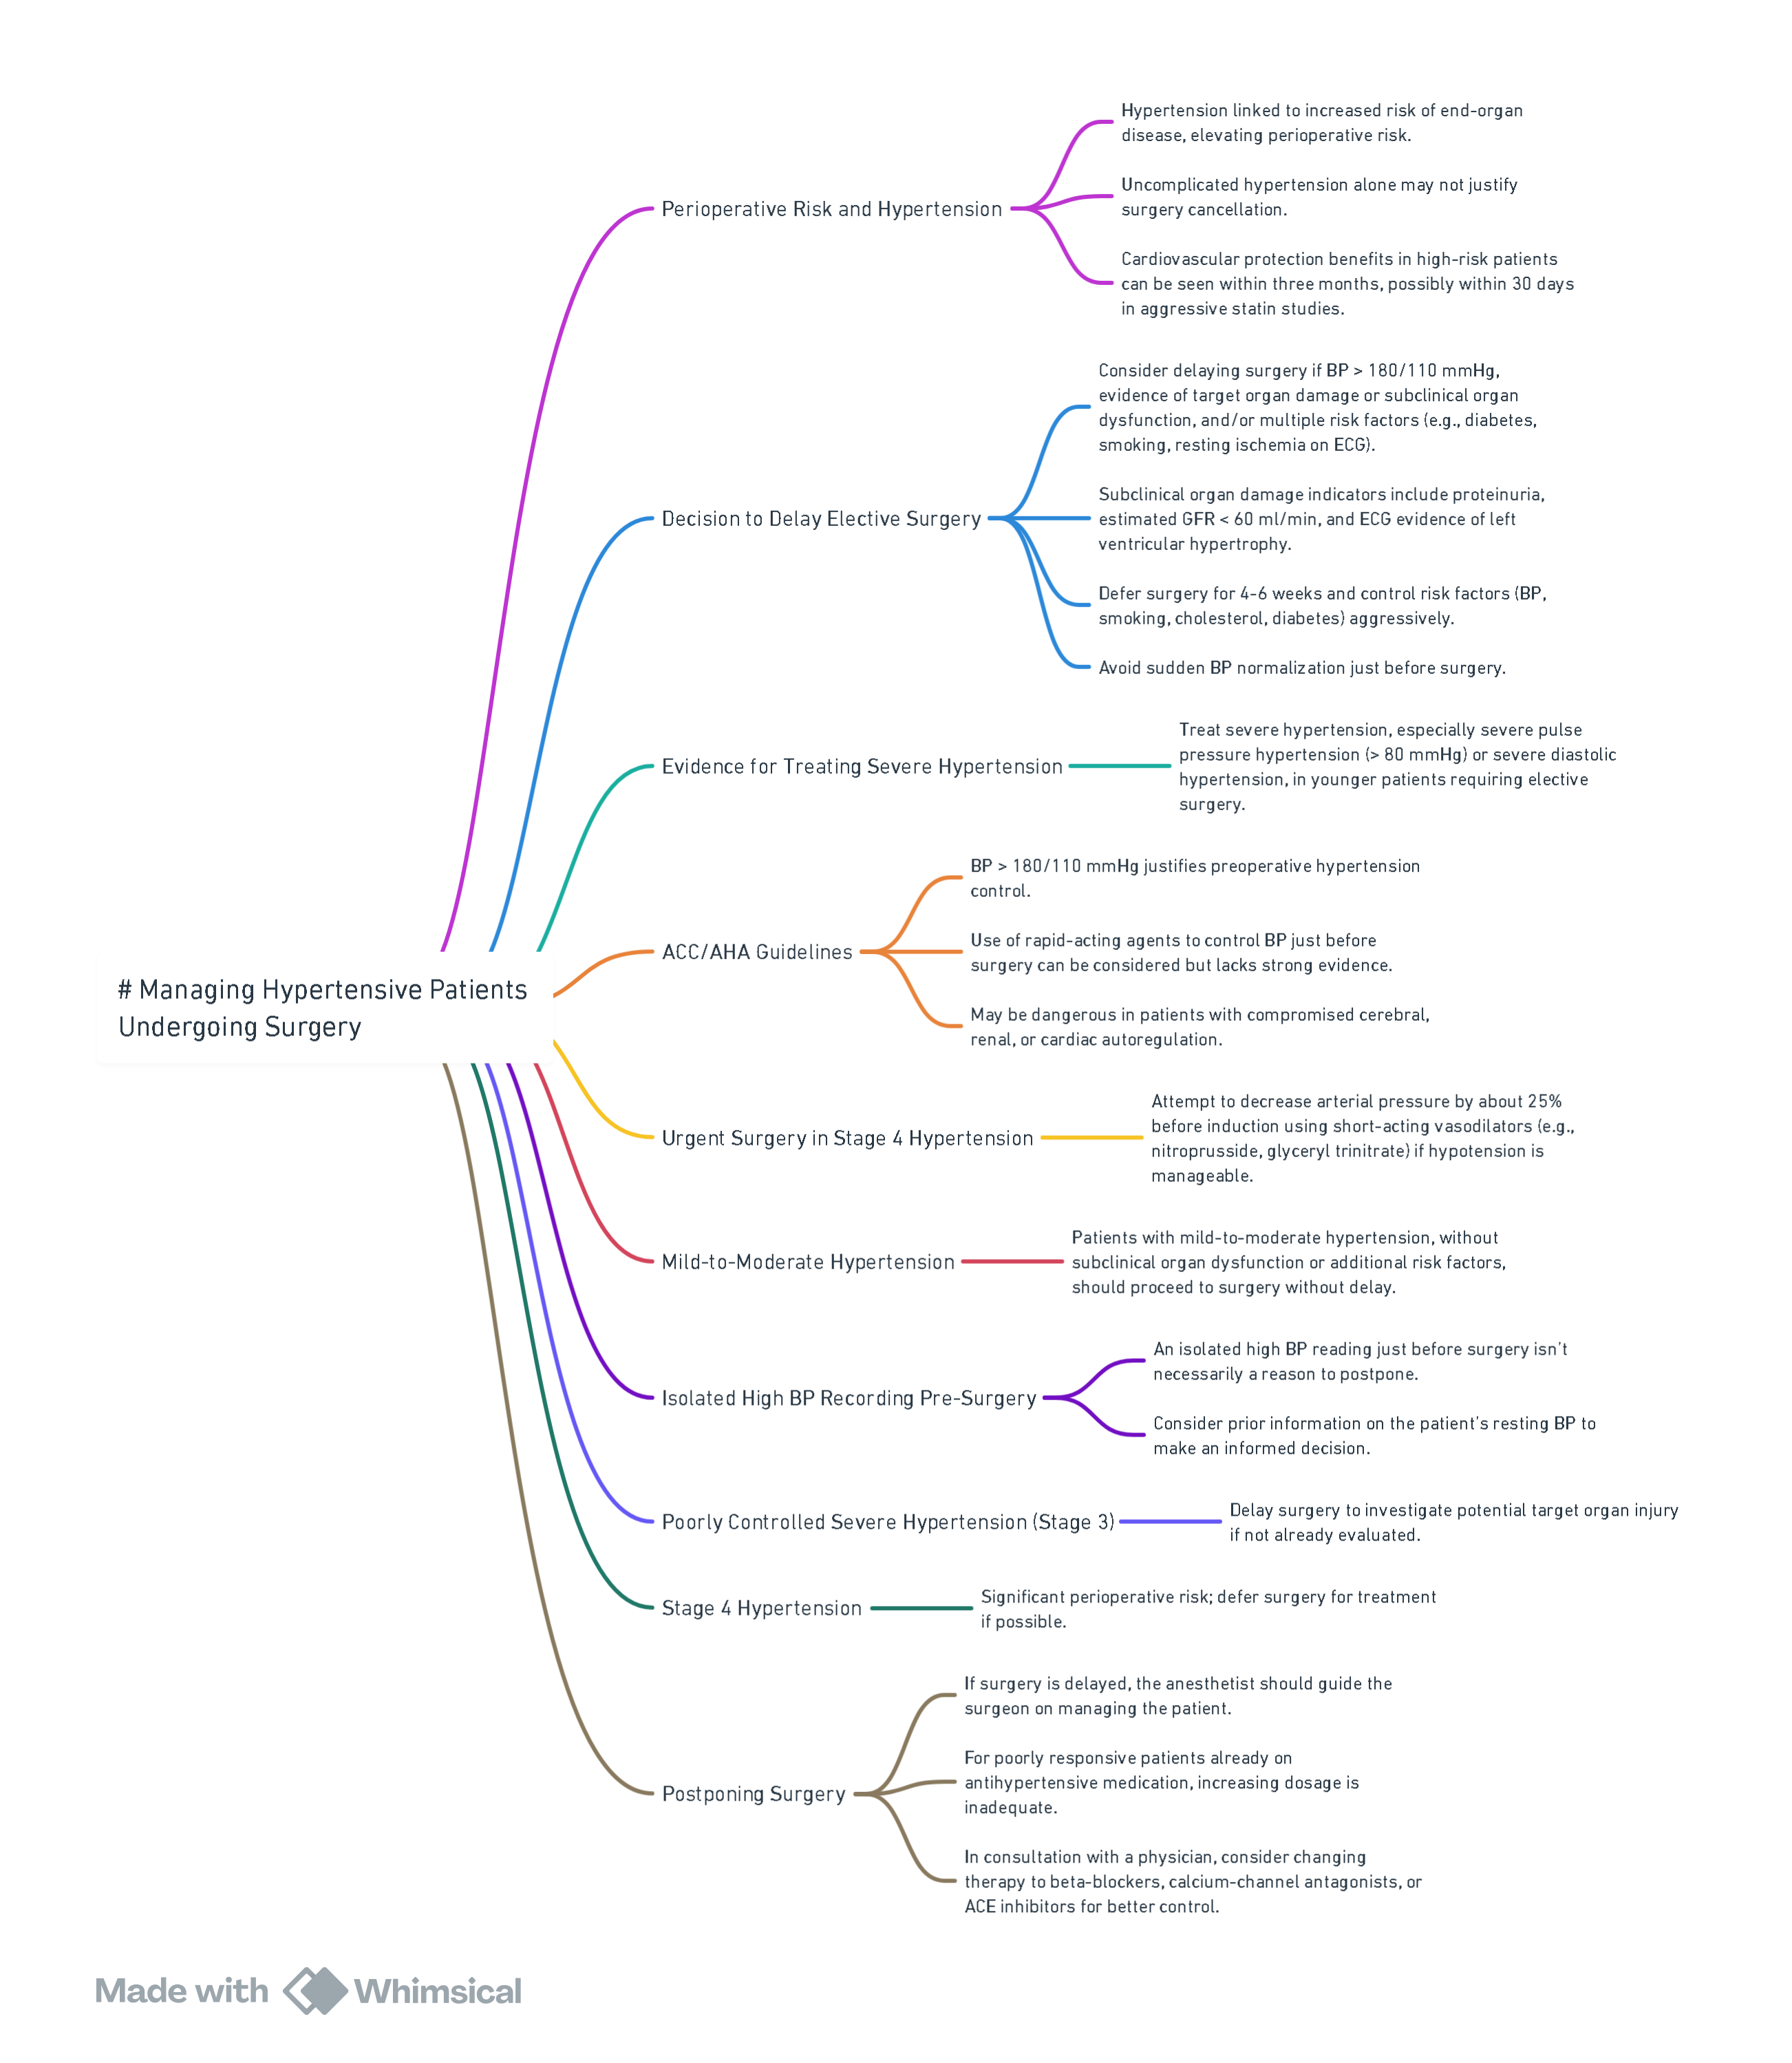 # Managing Hypertensive Patients
Undergoing Surgery
Perioperative Risk and Hypertension
Hypertension linked to increased risk of end-organ
disease, elevating perioperative risk.
Uncomplicated hypertension alone may not justify
surgery cancellation.
Cardiovascular protection benefits in high-risk patients
can be seen within three months, possibly within 30 days
in aggressive statin studies.
Decision to Delay Elective Surgery
Consider delaying surgery if BP > 180/110 mmHg,
evidence of target organ damage or subclinical organ
dysfunction, and/or multiple risk factors (e.g., diabetes,
smoking, resting ischemia on ECG).
Subclinical organ damage indicators include proteinuria,
estimated GFR < 60 ml/min, and ECG evidence of left
ventricular hypertrophy.
Defer surgery for 4-6 weeks and control risk factors (BP,
smoking, cholesterol, diabetes) aggressively.
Avoid sudden BP normalization just before surgery.
Evidence for Treating Severe Hypertension
Treat severe hypertension, especially severe pulse
pressure hypertension (> 80 mmHg) or severe diastolic
hypertension, in younger patients requiring elective
surgery.
ACC/AHA Guidelines
BP > 180/110 mmHg justifies preoperative hypertension
control.
Use of rapid-acting agents to control BP just before
surgery can be considered but lacks strong evidence.
May be dangerous in patients with compromised cerebral,
renal, or cardiac autoregulation.
Urgent Surgery in Stage 4 Hypertension
Attempt to decrease arterial pressure by about 25%
before induction using short-acting vasodilators (e.g.,
nitroprusside, glyceryl trinitrate) if hypotension is
manageable.
Mild-to-Moderate Hypertension
Patients with mild-to-moderate hypertension, without
subclinical organ dysfunction or additional risk factors,
should proceed to surgery without delay.
Isolated High BP Recording Pre-Surgery
An isolated high BP reading just before surgery isn't
necessarily a reason to postpone.
Consider prior information on the patient's resting BP to
make an informed decision.
Poorly Controlled Severe Hypertension (Stage 3)
Delay surgery to investigate potential target organ injury
if not already evaluated.
Stage 4 Hypertension
Significant perioperative risk; defer surgery for treatment
if possible.
Postponing Surgery
If surgery is delayed, the anesthetist should guide the
surgeon on managing the patient.
For poorly responsive patients already on
antihypertensive medication, increasing dosage is
inadequate.
In consultation with a physician, consider changing
therapy to beta-blockers, calcium-channel antagonists, or
ACE inhibitors for better control.
Made with Whimsical